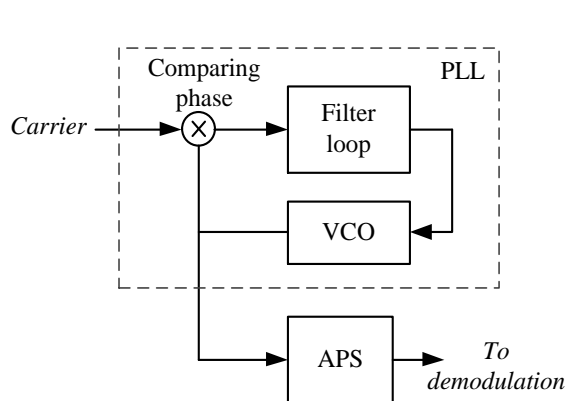 Comparing
phase
PLL
Carrier
Filter
loop
VCO
APS
To
demodulation